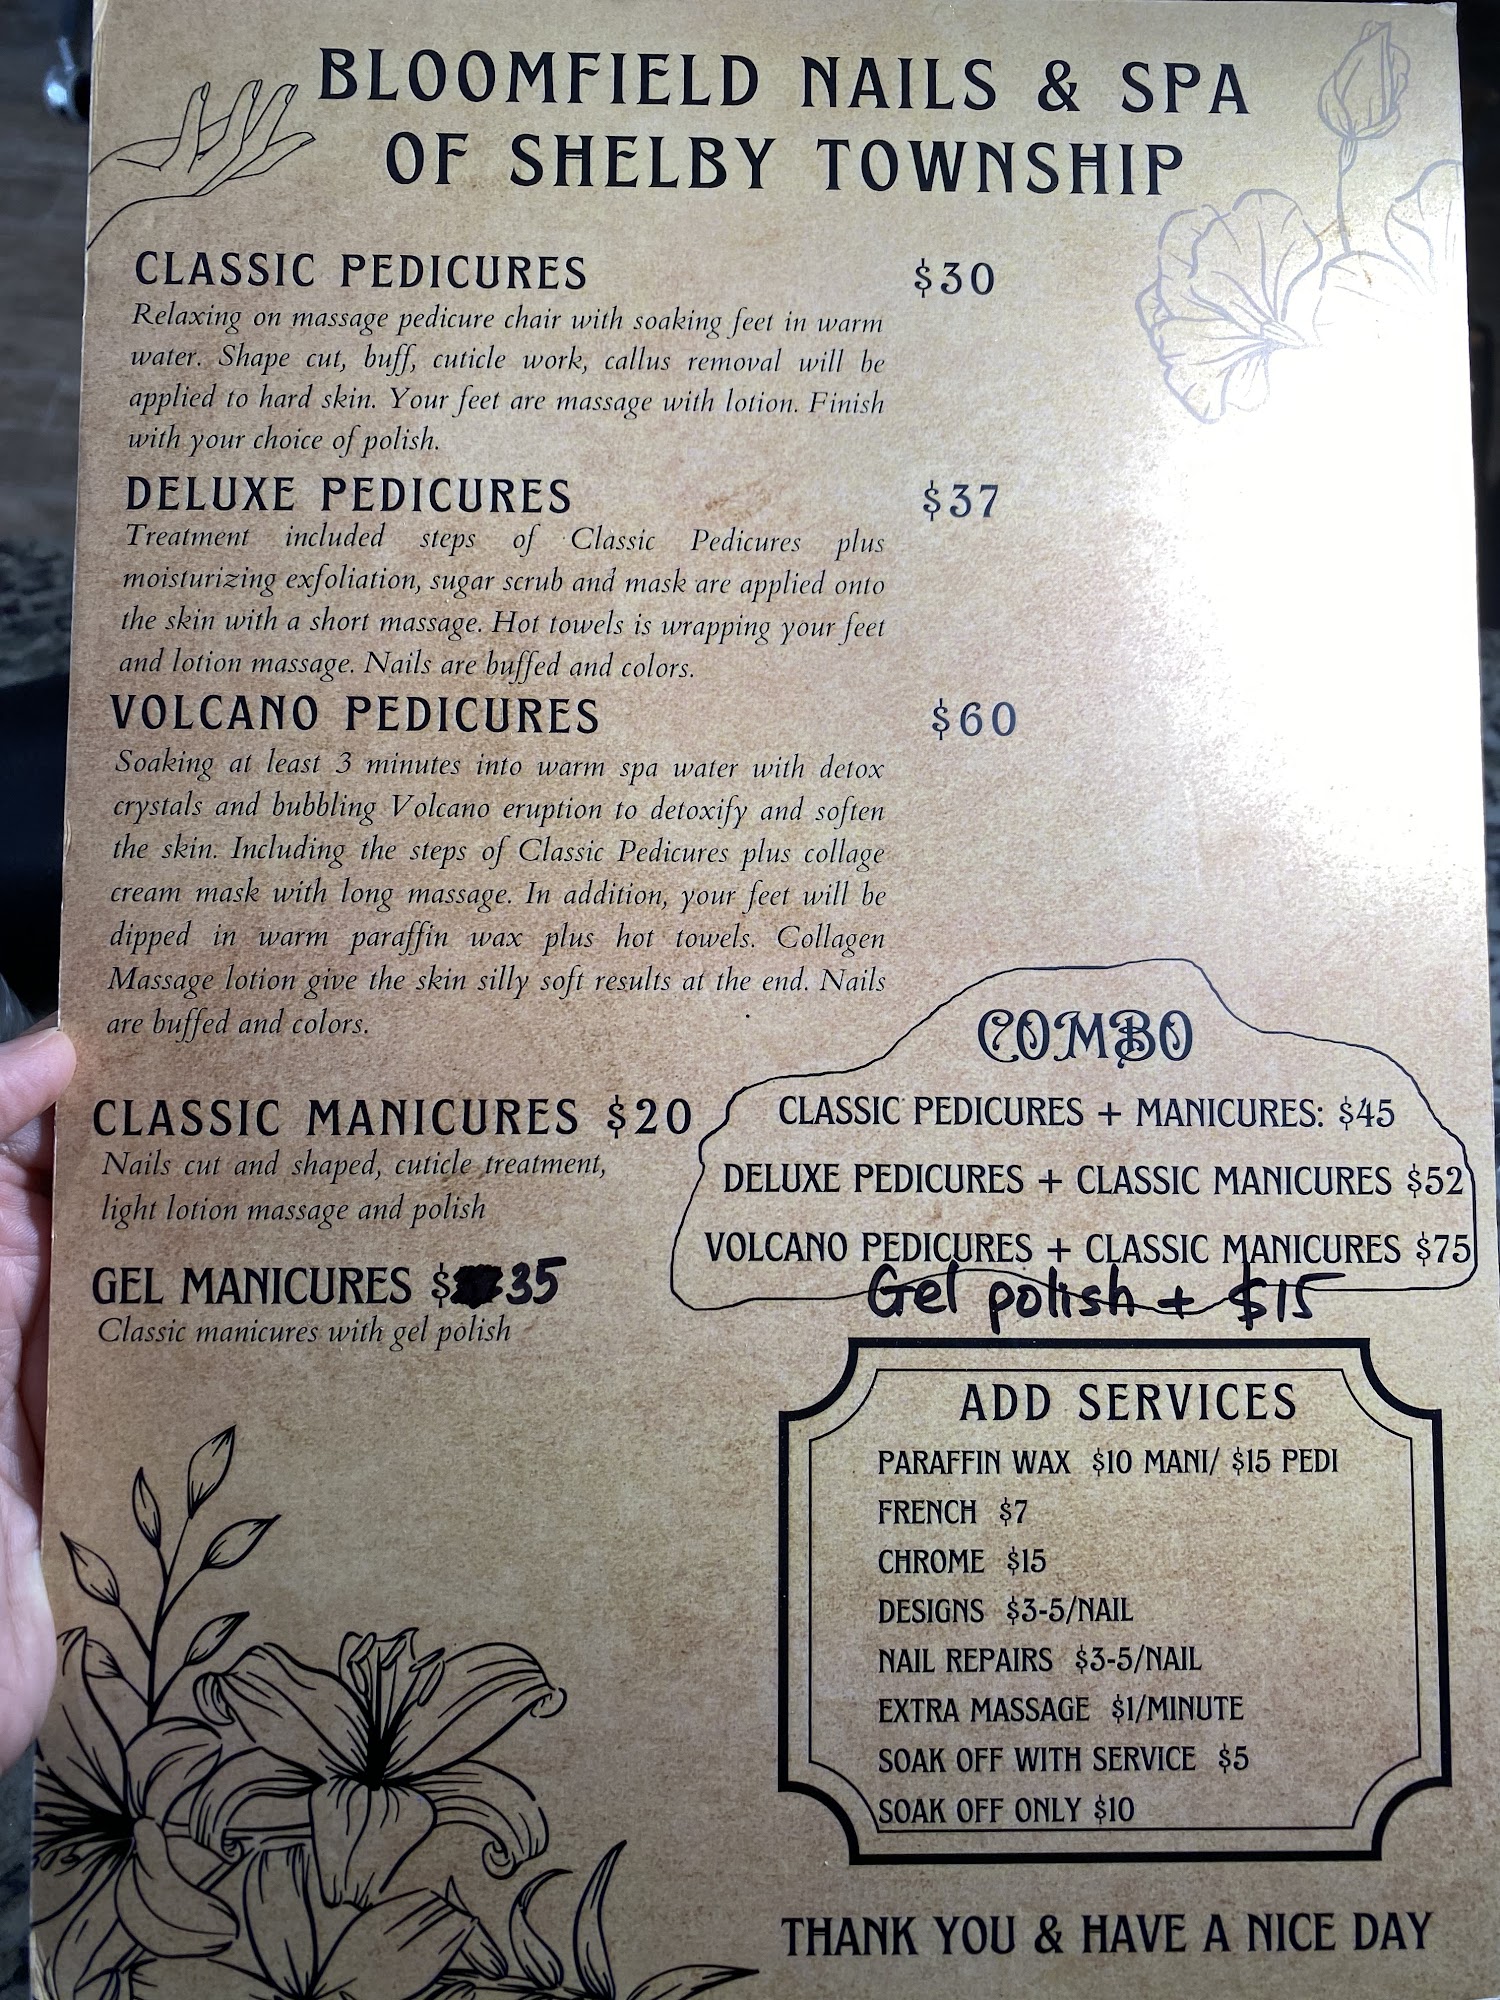 BLOOMFIELD NAILS & SPA
OF SHELBY TOWNSHIP
CLASSIC PEDICURES $30
Relaxing on massage pedicure chair with soaking feet in warm
water. Shape cut, buff, cuticle work, callus removal will be
applied to hard skin. Your feet are massage with lotion. Finish
with your choice of polish.
DELUXE PEDICURES $37
Treatment included steps of Classic Pedicures plus
moisturizing exfoliation, sugar scrub and mask are applied onto
the skin with a short massage. Hot towels is wrapping your feet
and lotion massage. Nails are buffed and colors.
VOLCANO PEDICURES $60
Soaking at least 3 minutes into warm spa water with detox
crystals and bubbling Volcano eruption to detoxify and soften
the skin. Including the steps of Classic Pedicures plus collage
cream mask with long massage. In addition, your feet will be
dipped in warm paraffin wax plus hot towels. Collagen
Massage lotion give the skin silly soft results at the end. Nails
are buffed and colors.
CLASSIC MANICURES $20
Nails cut and shaped, cuticle treatment,
light lotion massage and polish
GEL MANICURES $35
Classic manicures with gel polish
COMBO
CLASSIC PEDICURES + MANICURES: $45
DELUXE PEDICURES + CLASSIC MANICURES $52
VOLCANO PEDICURES + CLASSIC MANICURES $75
Gel polish + $15
ADD SERVICES
PARAFFIN WAX $10 MANI/ $15 PEDI
FRENCH $7
CHROME $15
DESIGNS $3-5/NAIL
NAIL REPAIRS $3-5/NAIL
EXTRA MASSAGE $1/MINUTE
SOAK OFF WITH SERVICE $5
SOAK OFF ONLY $10
THANK YOU & HAVE A NICE DAY